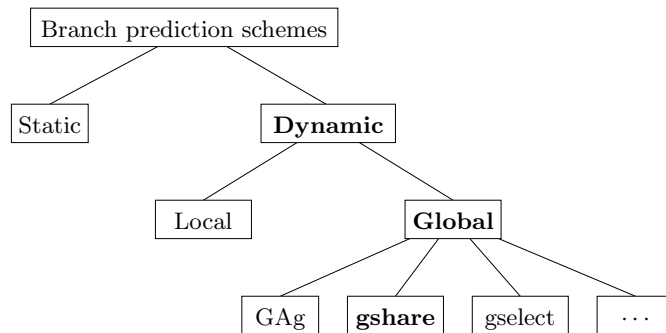 Branch prediction schemes
Static
Dynamic
Local
Global
GAg
gshare
gselect
...